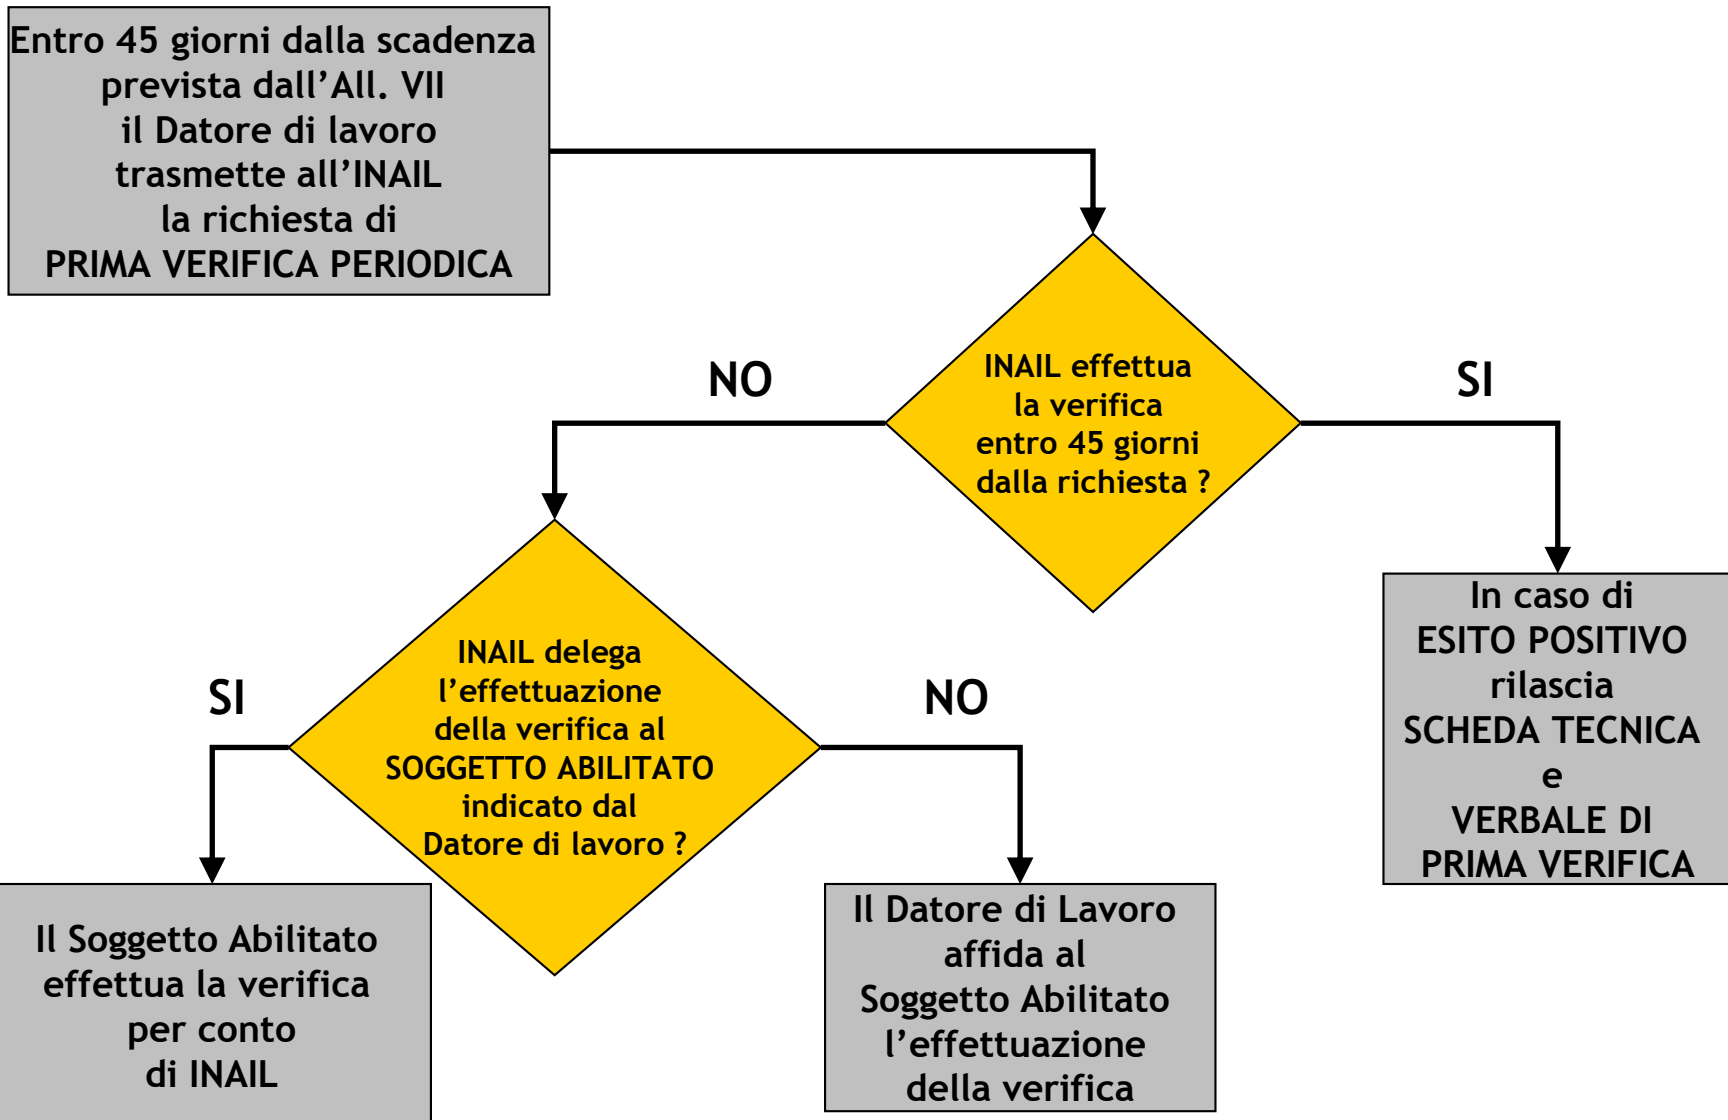 Entro 45 giorni dalla scadenza
prevista dall’All. VII
il Datore di lavoro
trasmette all’INAIL
la richiesta di
PRIMA VERIFICA PERIODICA
NO
INAIL effettua
la verifica
entro 45 giorni
dalla richiesta ?
SI
SI
INAIL delega
l’effettuazione
della verifica al
SOGGETTO ABILITATO
indicato dal
Datore di lavoro ?
NO
In caso di
ESITO POSITIVO
rilascia
SCHEDA TECNICA
e
VERBALE DI
PRIMA VERIFICA
Il Soggetto Abilitato
effettua la verifica
per conto
di INAIL
Il Datore di Lavoro
affida al
Soggetto Abilitato
l’effettuazione
della verifica